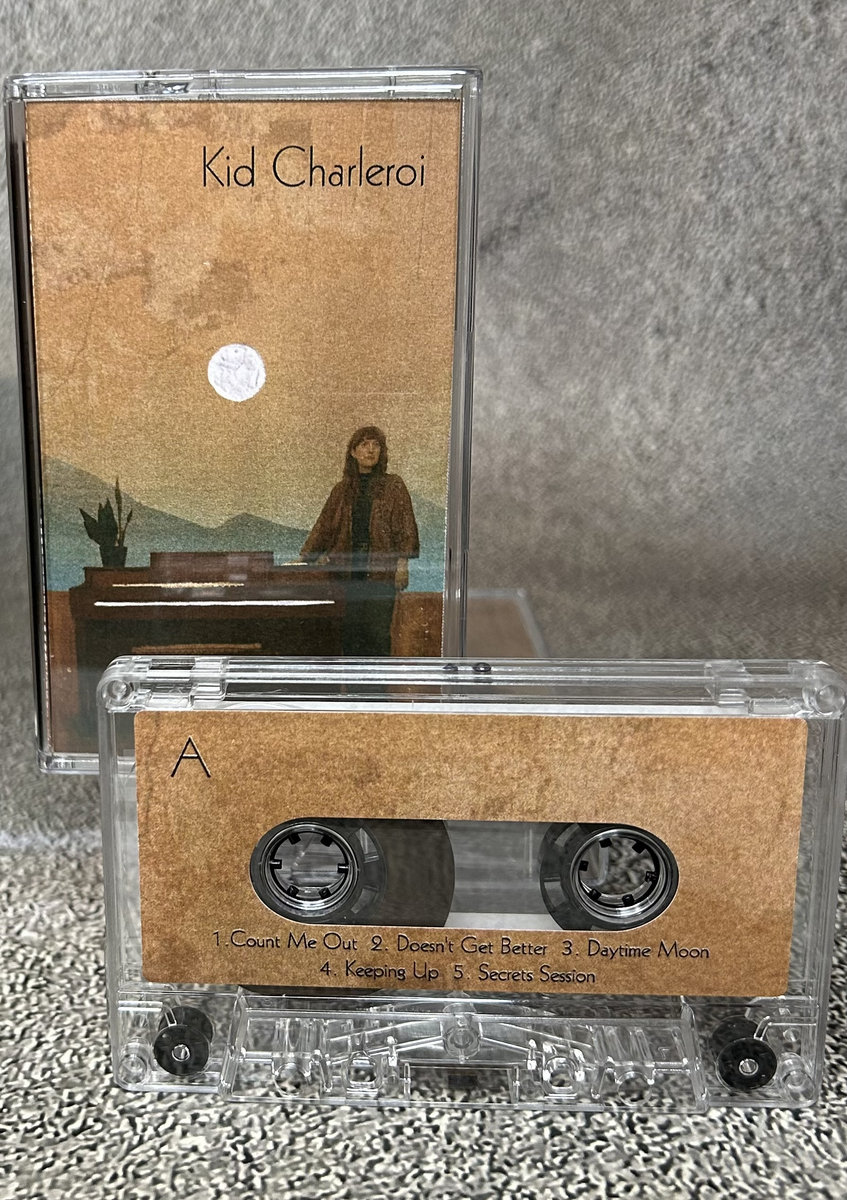 Kid Charleroi
A
1.Count Me Out 2. Doesn't Get Better 3. Daytime Moon
4. Keeping Up 5. Secrets Session